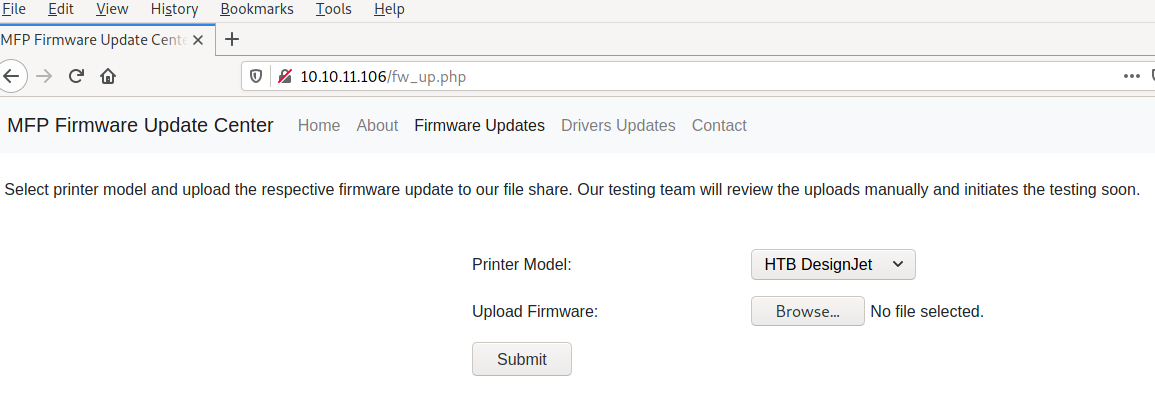 File Edit View History Bookmarks Tools Help
MFP Firmware Update Cente
10.10.11.106/fw_up.php
MFP Firmware Update Center Home About Firmware Updates Drivers Updates Contact
Select printer model and upload the respective firmware update to our file share. Our testing team will review the uploads manually and initiates the testing soon.
Printer Model: HTB DesignJet
Upload Firmware: Browse... No file selected.
Submit